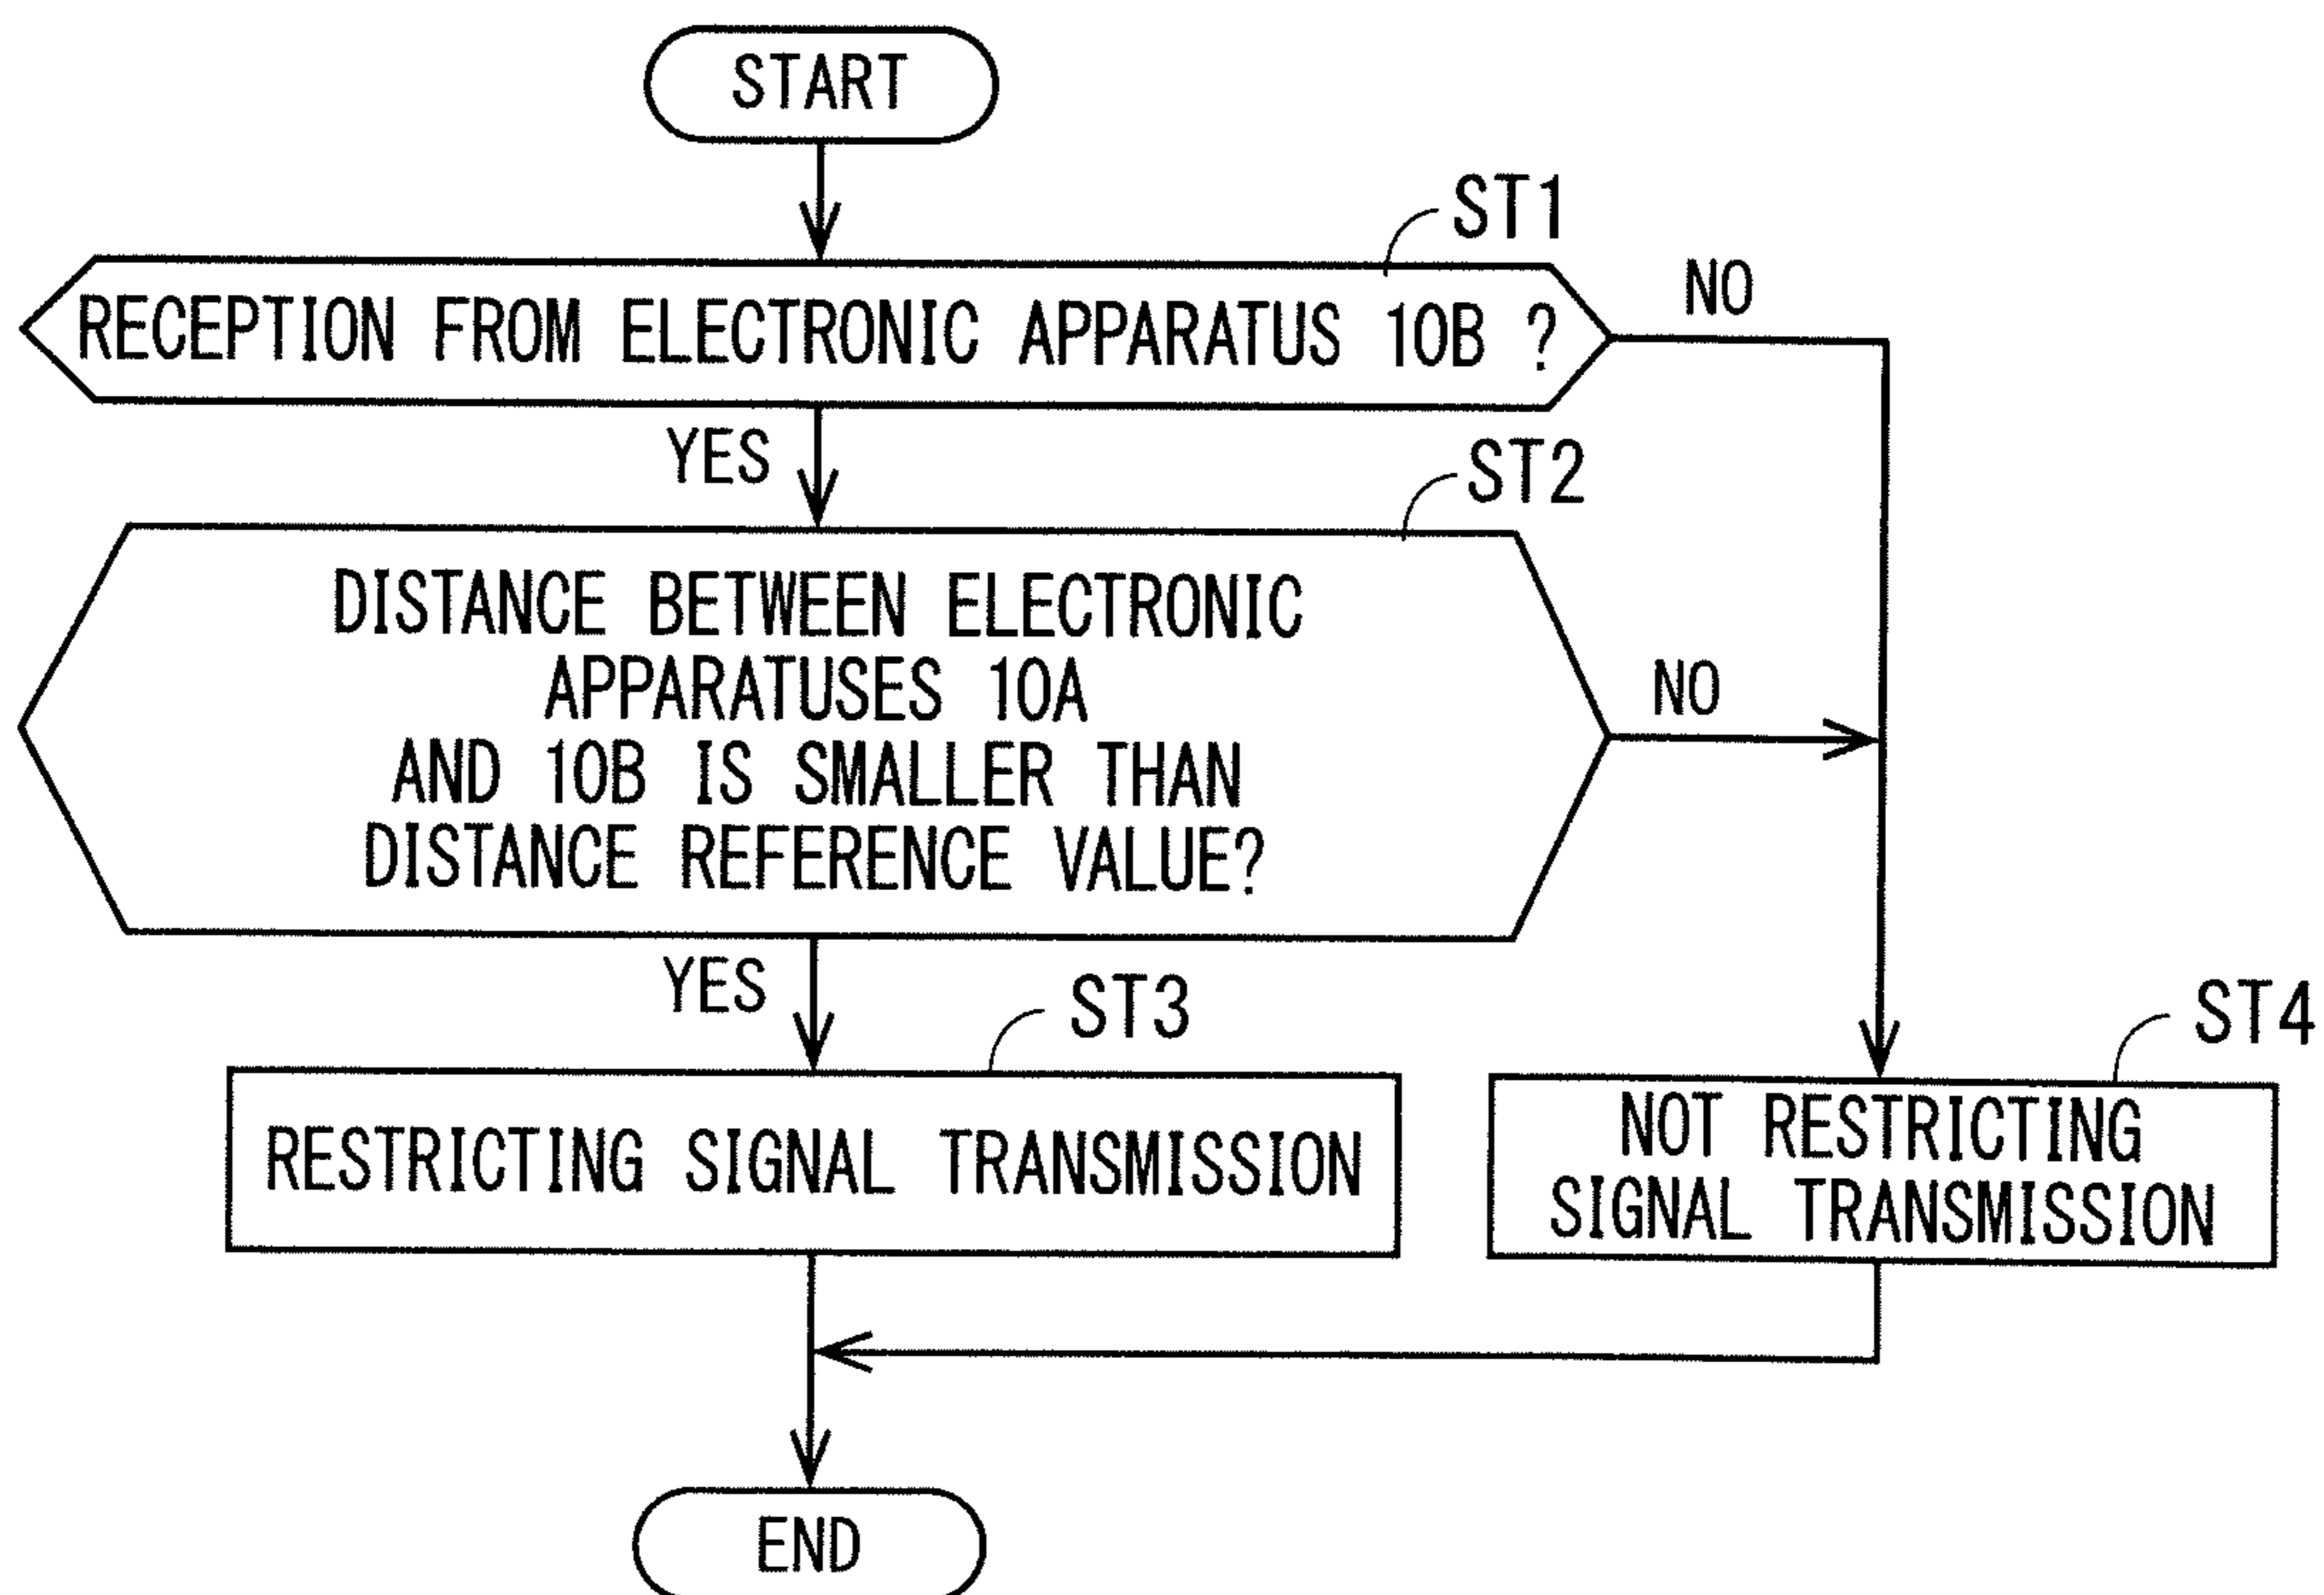 START
ST1
RECEPTION FROM ELECTRONIC APPARATUS 10B ?
NO
YES
ST2
DISTANCE BETWEEN ELECTRONIC
APPARATUSES 10A
AND 10B IS SMALLER THAN
DISTANCE REFERENCE VALUE?
NO
YES
ST3
RESTRICTING SIGNAL TRANSMISSION
ST4
NOT RESTRICTING
SIGNAL TRANSMISSION
END